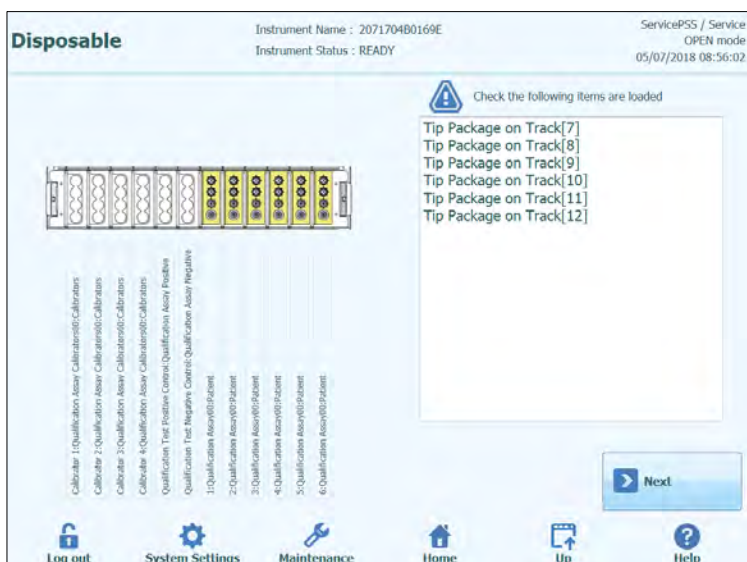 Disposable
Instrument Name : 2071704B0169E
Instrument Status : READY
ServicePSS / Service
OPEN mode
05/07/2018 08:56:02
Check the following items are loaded
Tip Package on Track[7]
Tip Package on Track[8]
Tip Package on Track[9]
Tip Package on Track[10]
Tip Package on Track[11]
Tip Package on Track[12]
Calibrator 1:Qualification Assay Calibrators00:Calibrators
Calibrator 2:Qualification Assay Calibrators00:Calibrators
Calibrator 3:Qualification Assay Calibrators00:Calibrators
Calibrator 4:Qualification Assay Calibrators00:Calibrators
Qualification Test Positive Control:Qualification Assay Positive
Qualification Test Negative Control:Qualification Assay Negative
1:Qualification Assay00:Patient
2:Qualification Assay00:Patient
3:Qualification Assay00:Patient
4:Qualification Assay00:Patient
5:Qualification Assay00:Patient
6:Qualification Assay00:Patient
Next
Log out
System Settings
Maintenance
Home
Up
Help